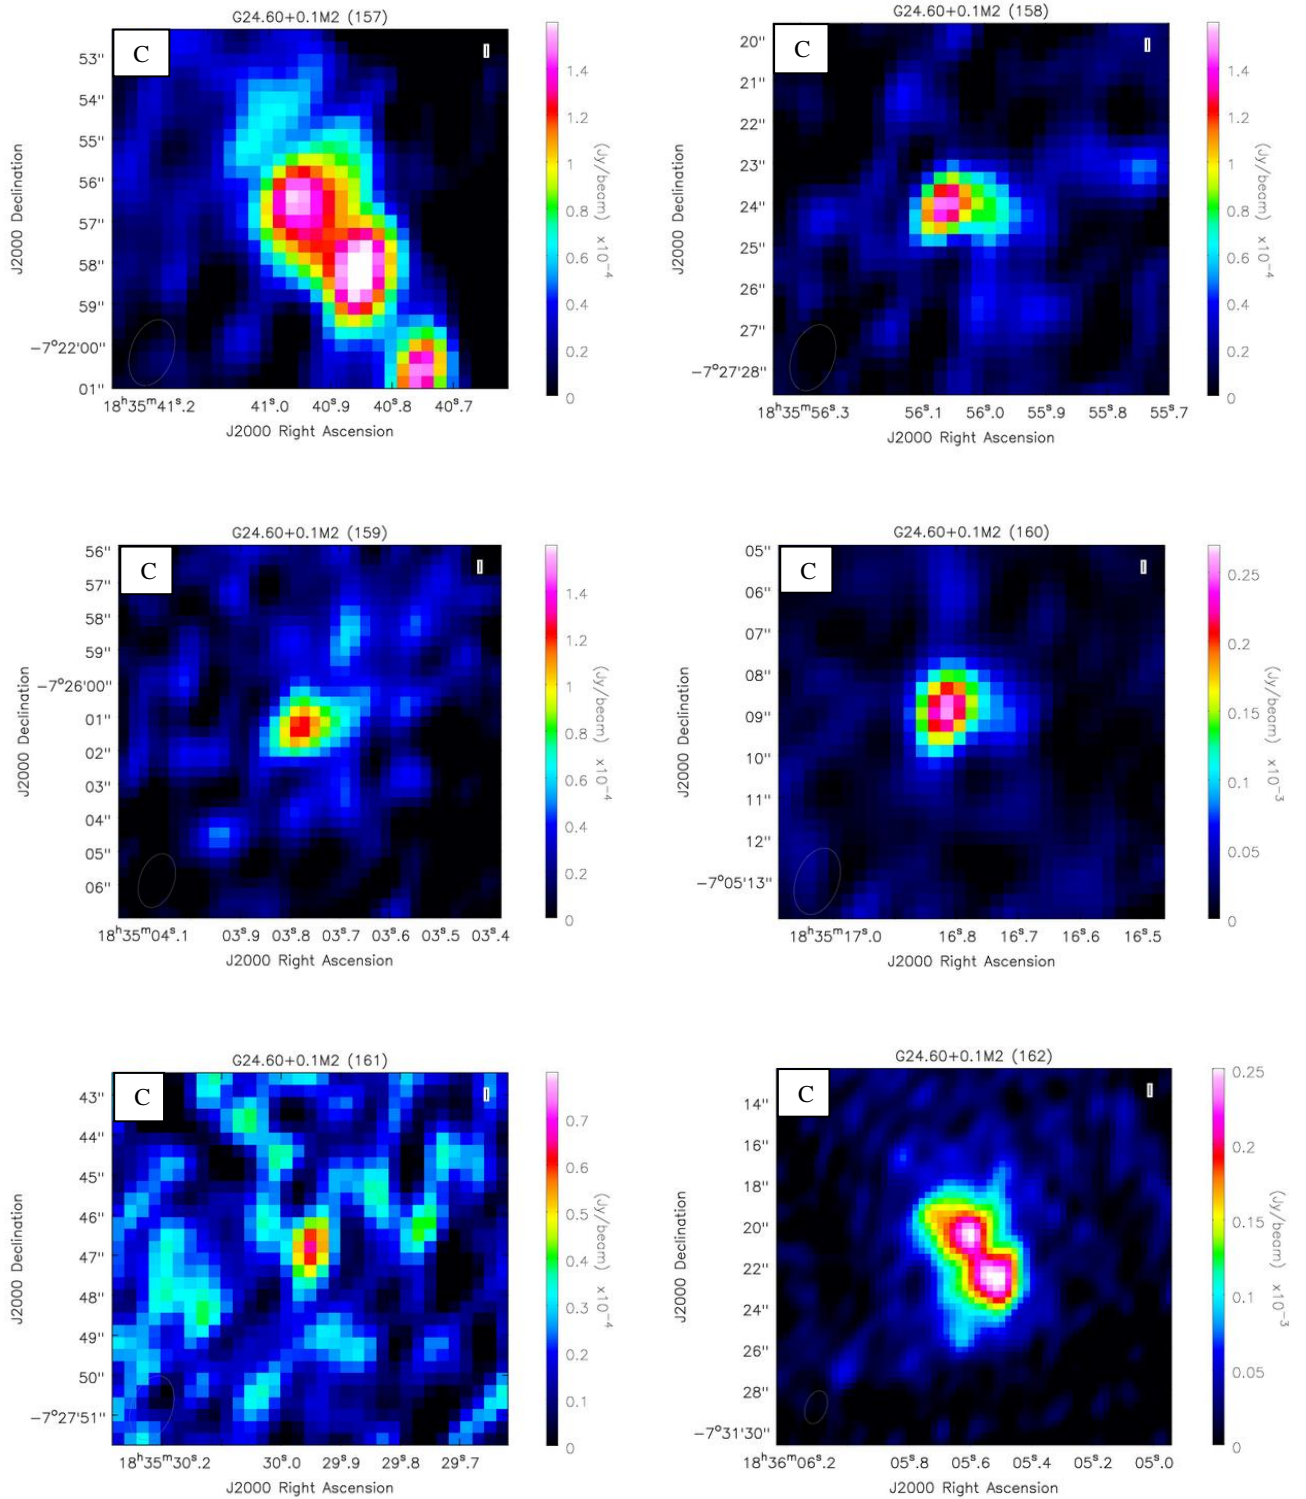 G24.60+0.1M2 (157)
C
I
53"
54"
55"
56"
57"
58"
59"
−7°22'00"
01"
18ʰ35ᵐ41ˢ.2
41ˢ.0
40ˢ.9
40ˢ.8
40ˢ.7
J2000 Right Ascension
J2000 Declination
1.4
1.2
1
0.8
0.6
0.4
0.2
0
(Jy/beam) x10⁻⁴
G24.60+0.1M2 (158)
C
I
20"
21"
22"
23"
24"
25"
26"
27"
−7°27'28"
18ʰ35ᵐ56ˢ.3
56ˢ.1
56ˢ.0
55ˢ.9
55ˢ.8
55ˢ.7
J2000 Right Ascension
J2000 Declination
1.4
1.2
1
0.8
0.6
0.4
0.2
0
(Jy/beam) x10⁻⁴
G24.60+0.1M2 (159)
C
I
56"
57"
58"
59"
−7°26'00"
01"
02"
03"
04"
05"
06"
18ʰ35ᵐ04ˢ.1
03ˢ.9
03ˢ.8
03ˢ.7
03ˢ.6
03ˢ.5
03ˢ.4
J2000 Right Ascension
J2000 Declination
1.4
1.2
1
0.8
0.6
0.4
0.2
0
(Jy/beam) x10⁻⁴
G24.60+0.1M2 (160)
C
I
05"
06"
07"
08"
09"
10"
11"
12"
−7°05'13"
18ʰ35ᵐ17ˢ.0
16ˢ.8
16ˢ.7
16ˢ.6
16ˢ.5
J2000 Right Ascension
J2000 Declination
0.25
0.2
0.15
0.1
0.05
0
(Jy/beam) x10⁻³
G24.60+0.1M2 (161)
C
I
43"
44"
45"
46"
47"
48"
49"
50"
−7°27'51"
18ʰ35ᵐ30ˢ.2
30ˢ.0
29ˢ.9
29ˢ.8
29ˢ.7
J2000 Right Ascension
J2000 Declination
0.7
0.6
0.5
0.4
0.3
0.2
0.1
0
(Jy/beam) x10⁻⁴
G24.60+0.1M2 (162)
C
I
14"
16"
18"
20"
22"
24"
26"
28"
−7°31'30"
18ʰ36ᵐ06ˢ.2
05ˢ.8
05ˢ.6
05ˢ.4
05ˢ.2
05ˢ.0
J2000 Right Ascension
J2000 Declination
0.25
0.2
0.15
0.1
0.05
0
(Jy/beam) x10⁻³